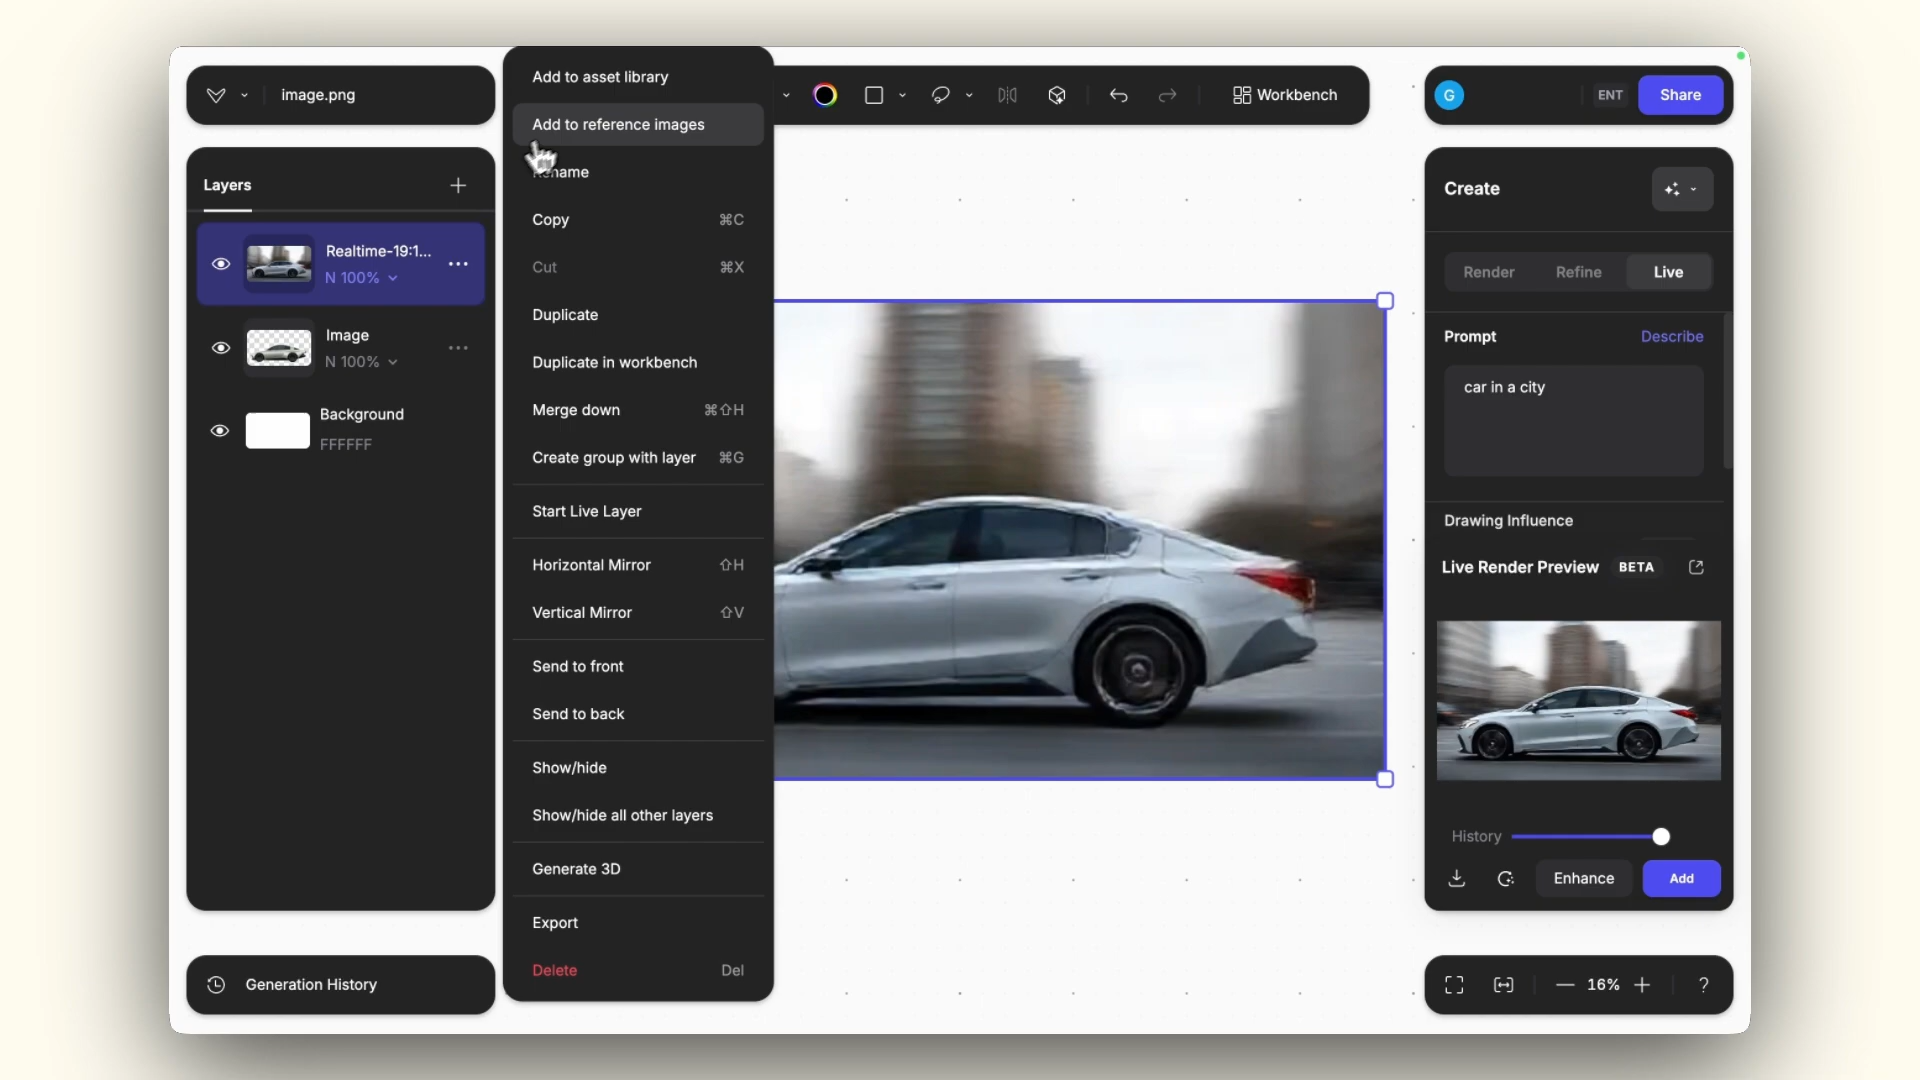 image.png
Workbench
G
ENT
Share
Layers
Realtime-19:1...
N 100%
Image
N 100%
Background
FFFFFF
Generation History
Add to asset library
Add to reference images
Copy ⌘C
Cut ⌘X
Duplicate
Duplicate in workbench
Merge down ⌘⇧H
Create group with layer ⌘G
Start Live Layer
Horizontal Mirror ⇧H
Vertical Mirror ⇧V
Send to front
Send to back
Show/hide
Show/hide all other layers
Generate 3D
Export
Delete Del
Create
Render Refine Live
Prompt Describe
car in a city
Drawing Influence
Live Render Preview BETA
History
Enhance Add
16% ?